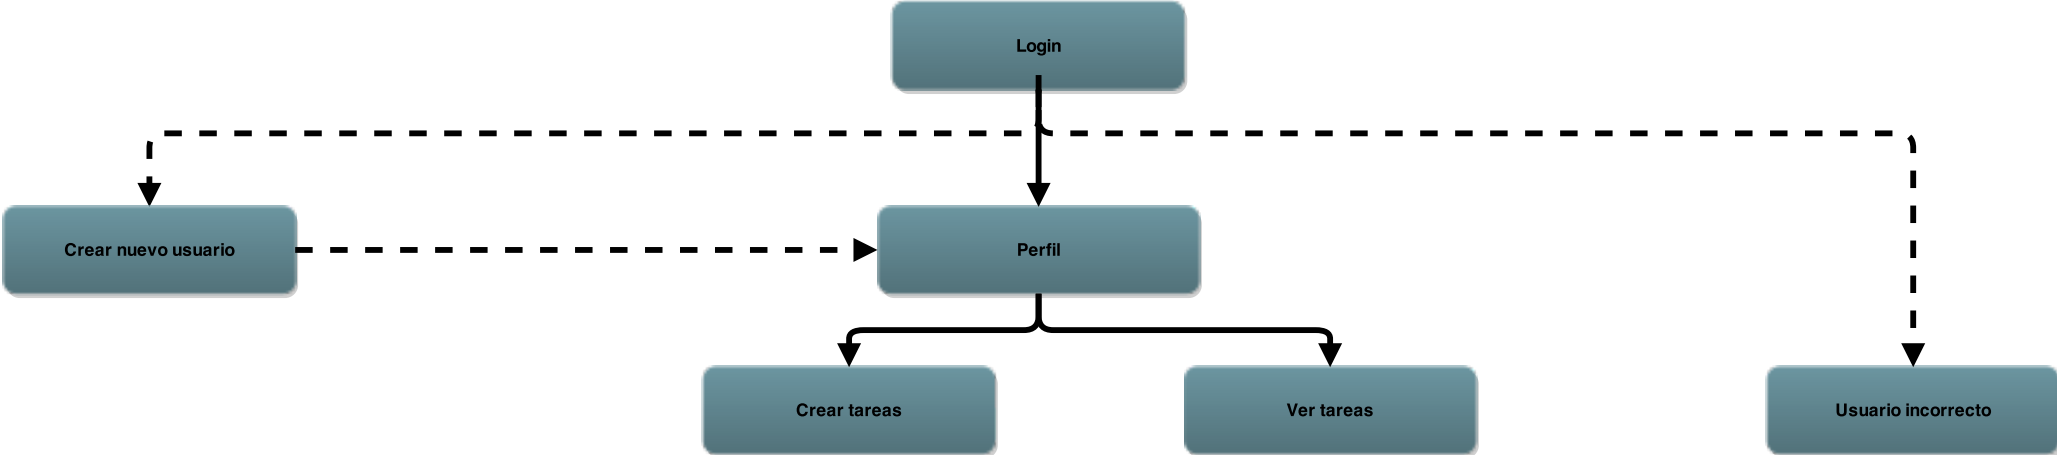 Login
Crear nuevo usuario
Perfil
Crear tareas
Ver tareas
Usuario incorrecto